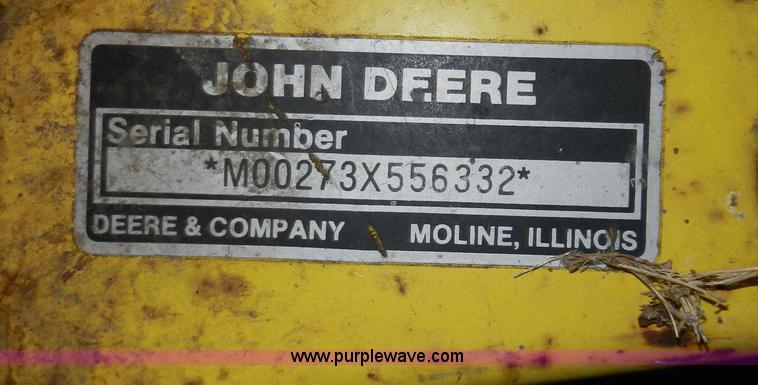 JOHN DEERE
Serial Number
*M00273X556332*
DEERE & COMPANY MOLINE, ILLINOIS
www.purplewave.com